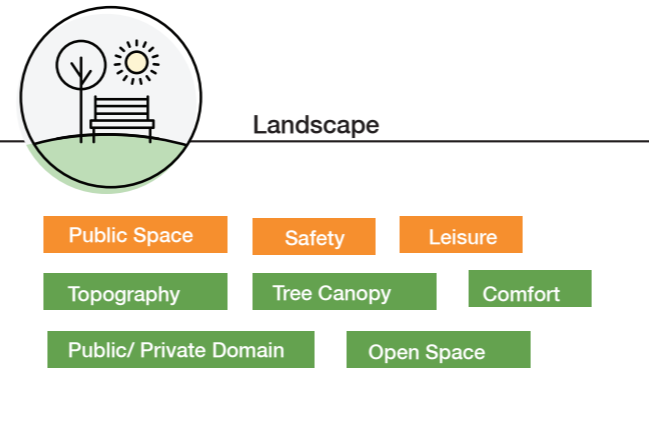 Landscape
Public Space
Safety
Leisure
Topography
Tree Canopy
Comfort
Public/ Private Domain
Open Space